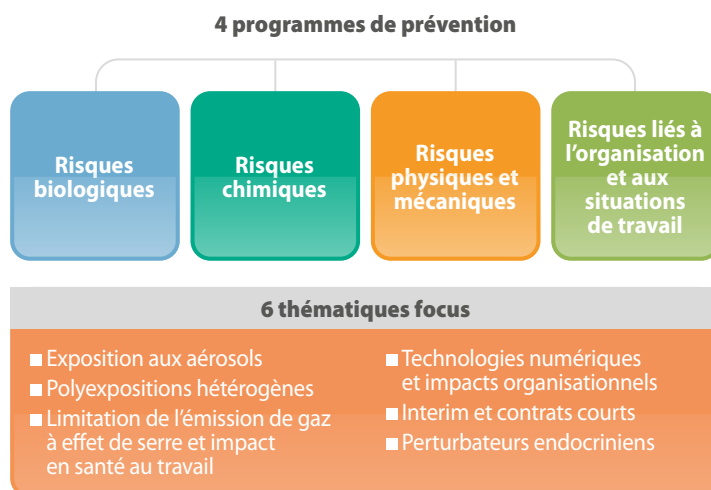 4 programmes de prévention
Risques
biologiques
Risques
chimiques
Risques
physiques et
mécaniques
Risques liés à
l'organisation
et aux
situations
de travail
6 thématiques focus
Exposition aux aérosols
Polyexpositions hétérogènes
Limitation de l'émission de gaz
à effet de serre et impact
en santé au travail
Technologies numériques
et impacts organisationnels
Interim et contrats courts
Perturbateurs endocriniens